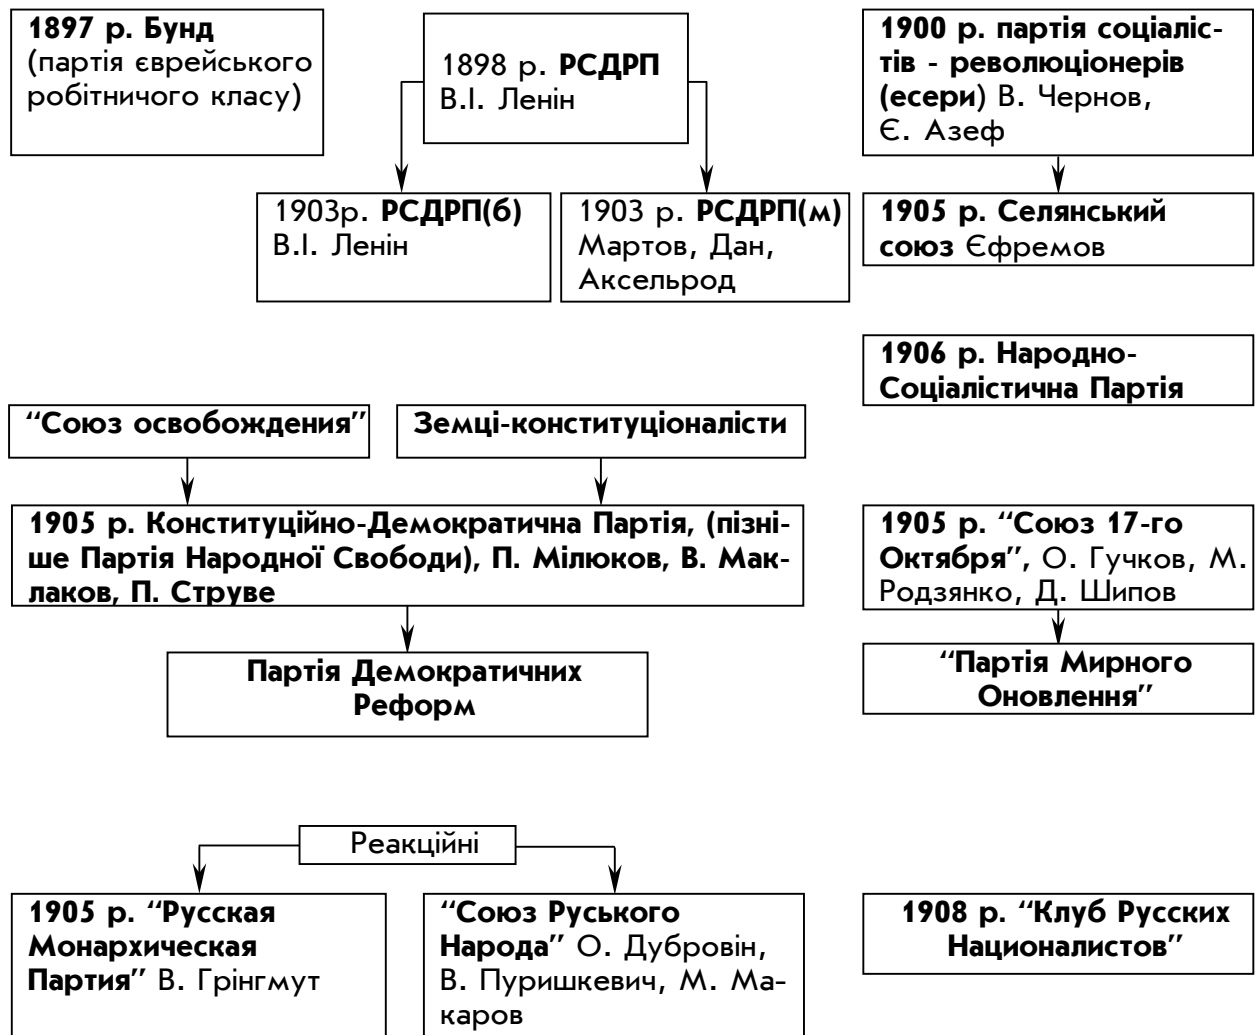 1897 р. Бунд
(партія єврейського
робітничого класу)
1898 р. РСДРП
В.І. Ленін
1900 р. партія соціаліс-
тів - революціонерів
(есери) В. Чернов,
Є. Азеф
1903р. РСДРП(б)
В.І. Ленін
1903 р. РСДРП(м)
Мартов, Дан,
Аксельрод
1905 р. Селянський
союз Єфремов
1906 р. Народно-
Соціалістична Партія
“Союз освобождения”
Земці-конституціоналісти
1905 р. Конституційно-Демократична Партія, (пізні-
ше Партія Народної Свободи), П. Мілюков, В. Мак-
лаков, П. Струве
1905 р. “Союз 17-го
Октября”, О. Гучков, М.
Родзянко, Д. Шипов
Партія Демократичних
Реформ
“Партія Мирного
Оновлення”
Реакційні
1905 р. “Русская
Монархическая
Партия” В. Грінгмут
“Союз Руського
Народа” О. Дубровін,
В. Пуришкевич, М. Ма-
каров
1908 р. “Клуб Русских
Националистов”